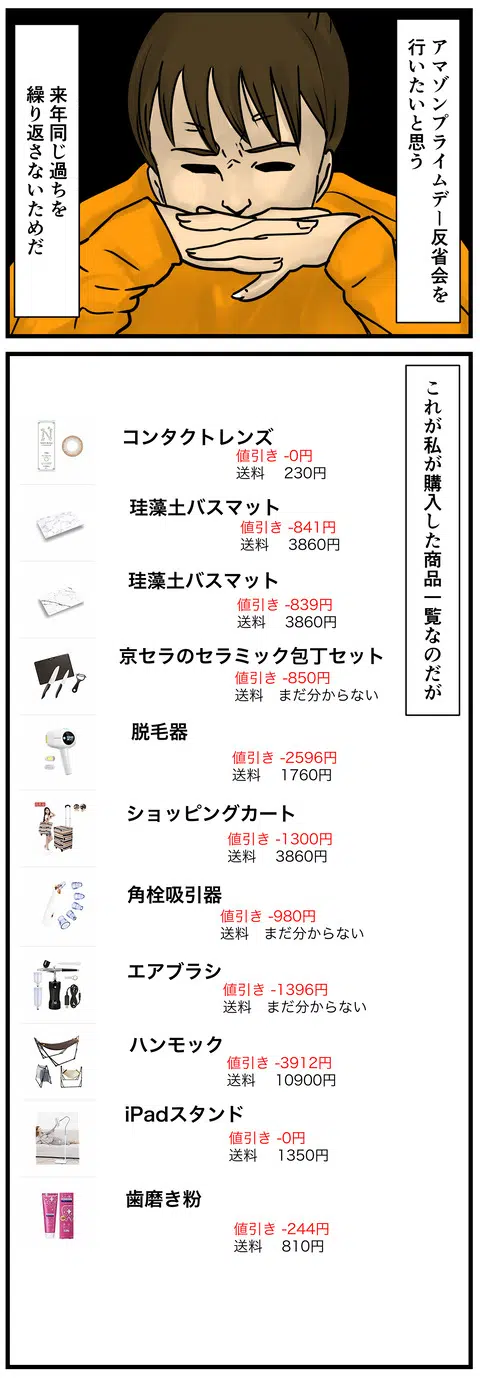 アマゾンプライムデー反省会を
行いたいと思う
来年同じ過ちを
繰り返さないためだ
これが私が購入した商品一覧なのだが
コンタクトレンズ
値引き -0円
送料 230円
珪藻土バスマット
値引き -841円
送料 3860円
珪藻土バスマット
値引き -839円
送料 3860円
京セラのセラミック包丁セット
値引き -850円
送料 まだ分からない
脱毛器
値引き -2596円
送料 1760円
ショッピングカート
値引き -1300円
送料 3860円
角栓吸引器
値引き -980円
送料 まだ分からない
エアブラシ
値引き -1396円
送料 まだ分からない
ハンモック
値引き -3912円
送料 10900円
iPadスタンド
値引き -0円
送料 1350円
歯磨き粉
値引き -244円
送料 810円